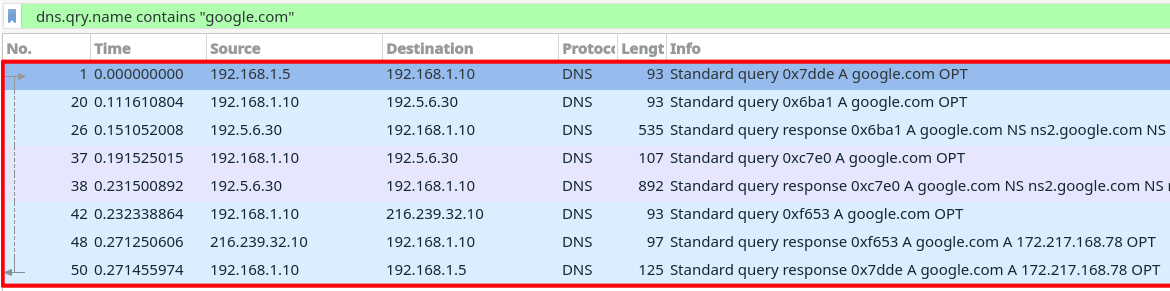 dns.qry.name contains "google.com"
No. Time Source Destination Protoc Lengt Info
1 0.000000000 192.168.1.5 192.168.1.10 DNS 93 Standard query 0x7dde A google.com OPT
20 0.111610804 192.168.1.10 192.5.6.30 DNS 93 Standard query 0x6ba1 A google.com OPT
26 0.151052008 192.5.6.30 192.168.1.10 DNS 535 Standard query response 0x6ba1 A google.com NS ns2.google.com NS
37 0.191525015 192.168.1.10 192.5.6.30 DNS 107 Standard query 0xc7e0 A google.com OPT
38 0.231500892 192.5.6.30 192.168.1.10 DNS 892 Standard query response 0xc7e0 A google.com NS ns2.google.com NS
42 0.232338864 192.168.1.10 216.239.32.10 DNS 93 Standard query 0xf653 A google.com OPT
48 0.271250606 216.239.32.10 192.168.1.10 DNS 97 Standard query response 0xf653 A google.com A 172.217.168.78 OPT
50 0.271455974 192.168.1.10 192.168.1.5 DNS 125 Standard query response 0x7dde A google.com A 172.217.168.78 OPT